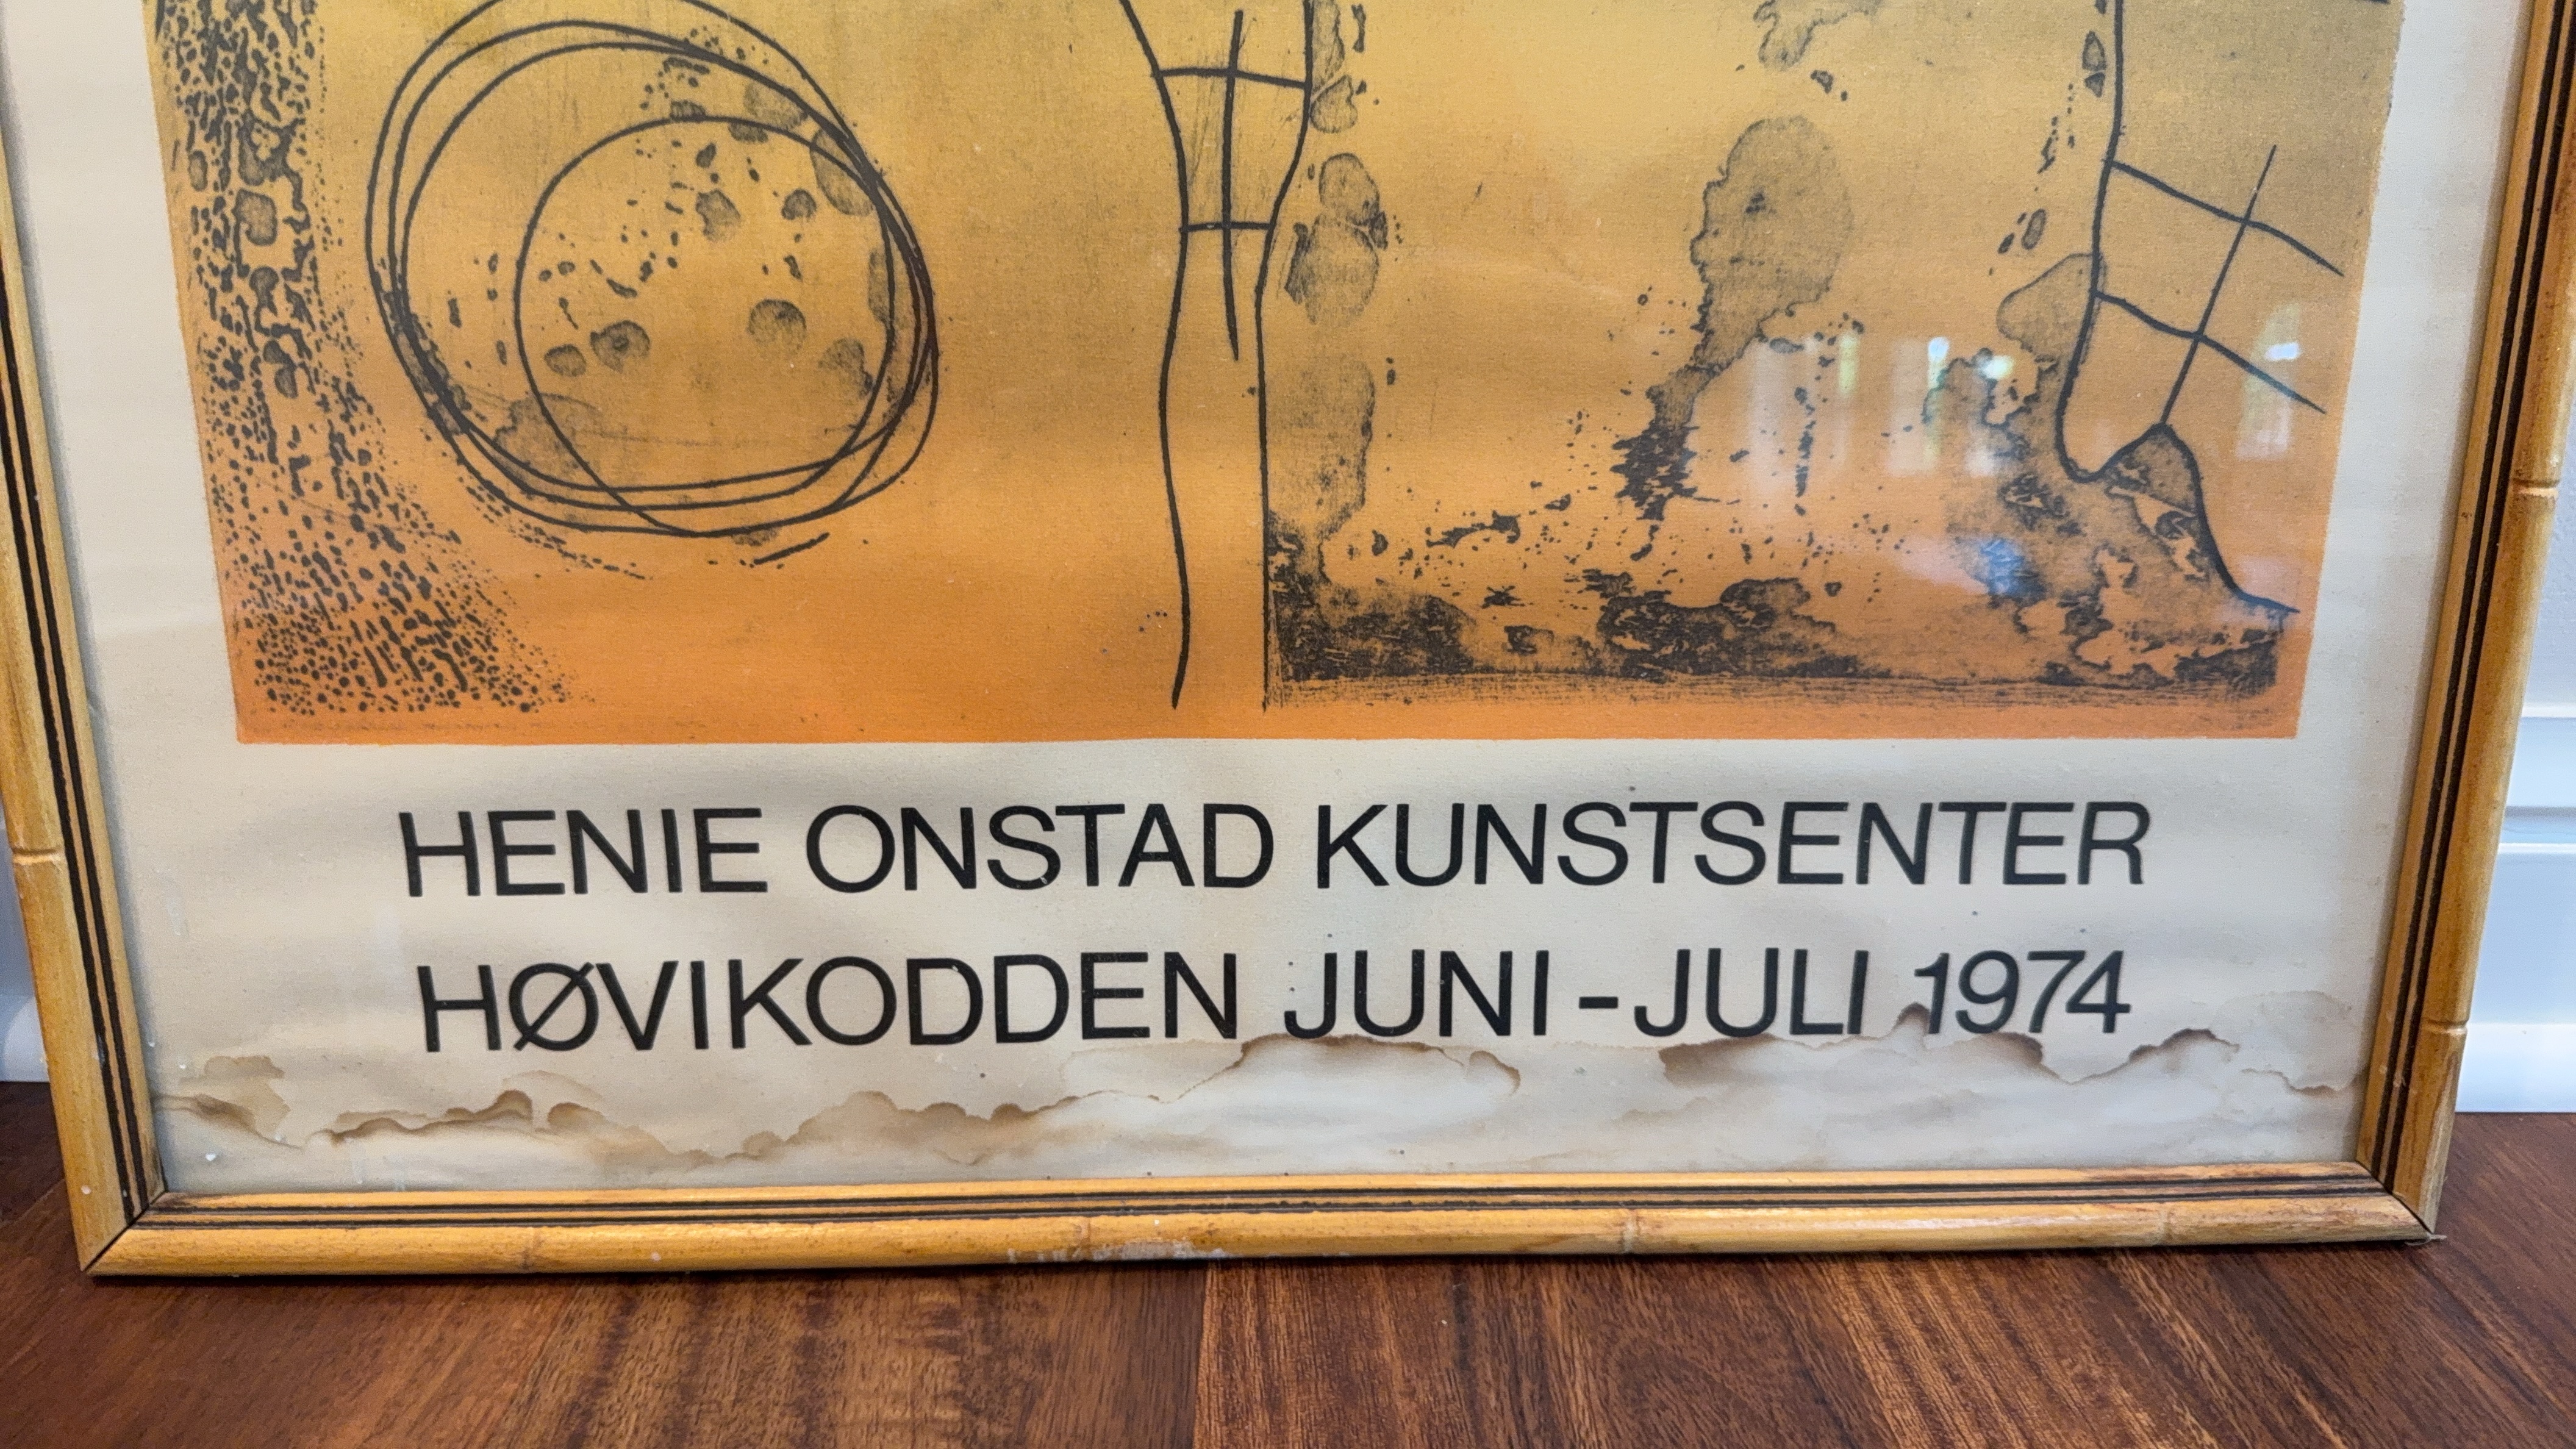 HENIE ONSTAD KUNSTSENTER
HØVIKODDEN JUNI-JULI 1974